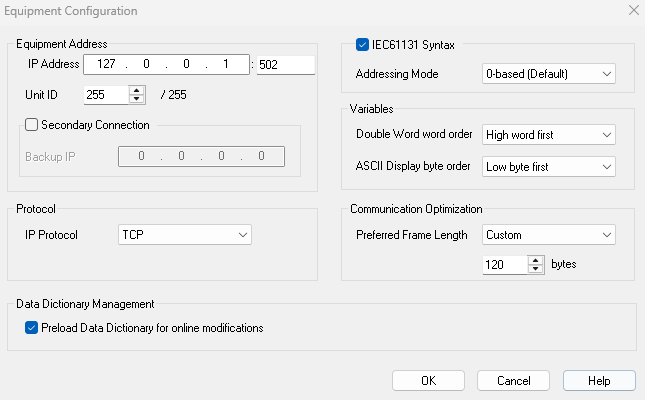 Equipment Configuration
Equipment Address
IP Address 127 . 0 . 0 . 1 : 502
Unit ID 255 / 255
Secondary Connection
Backup IP 0 . 0 . 0 . 0
IEC61131 Syntax
Addressing Mode 0-based (Default)
Variables
Double Word word order High word first
ASCII Display byte order Low byte first
Protocol
IP Protocol TCP
Communication Optimization
Preferred Frame Length Custom
120 bytes
Data Dictionary Management
Preload Data Dictionary for online modifications
OK Cancel Help